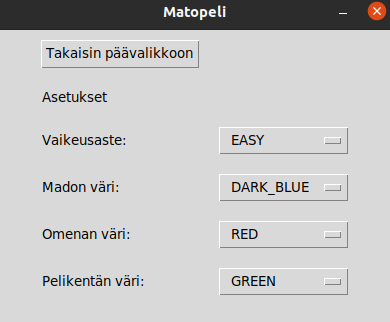 Matopeli
Takaisin päävalikkoon
Asetukset
Vaikeusaste: EASY
Madon väri: DARK_BLUE
Omenan väri: RED
Pelikentän väri: GREEN